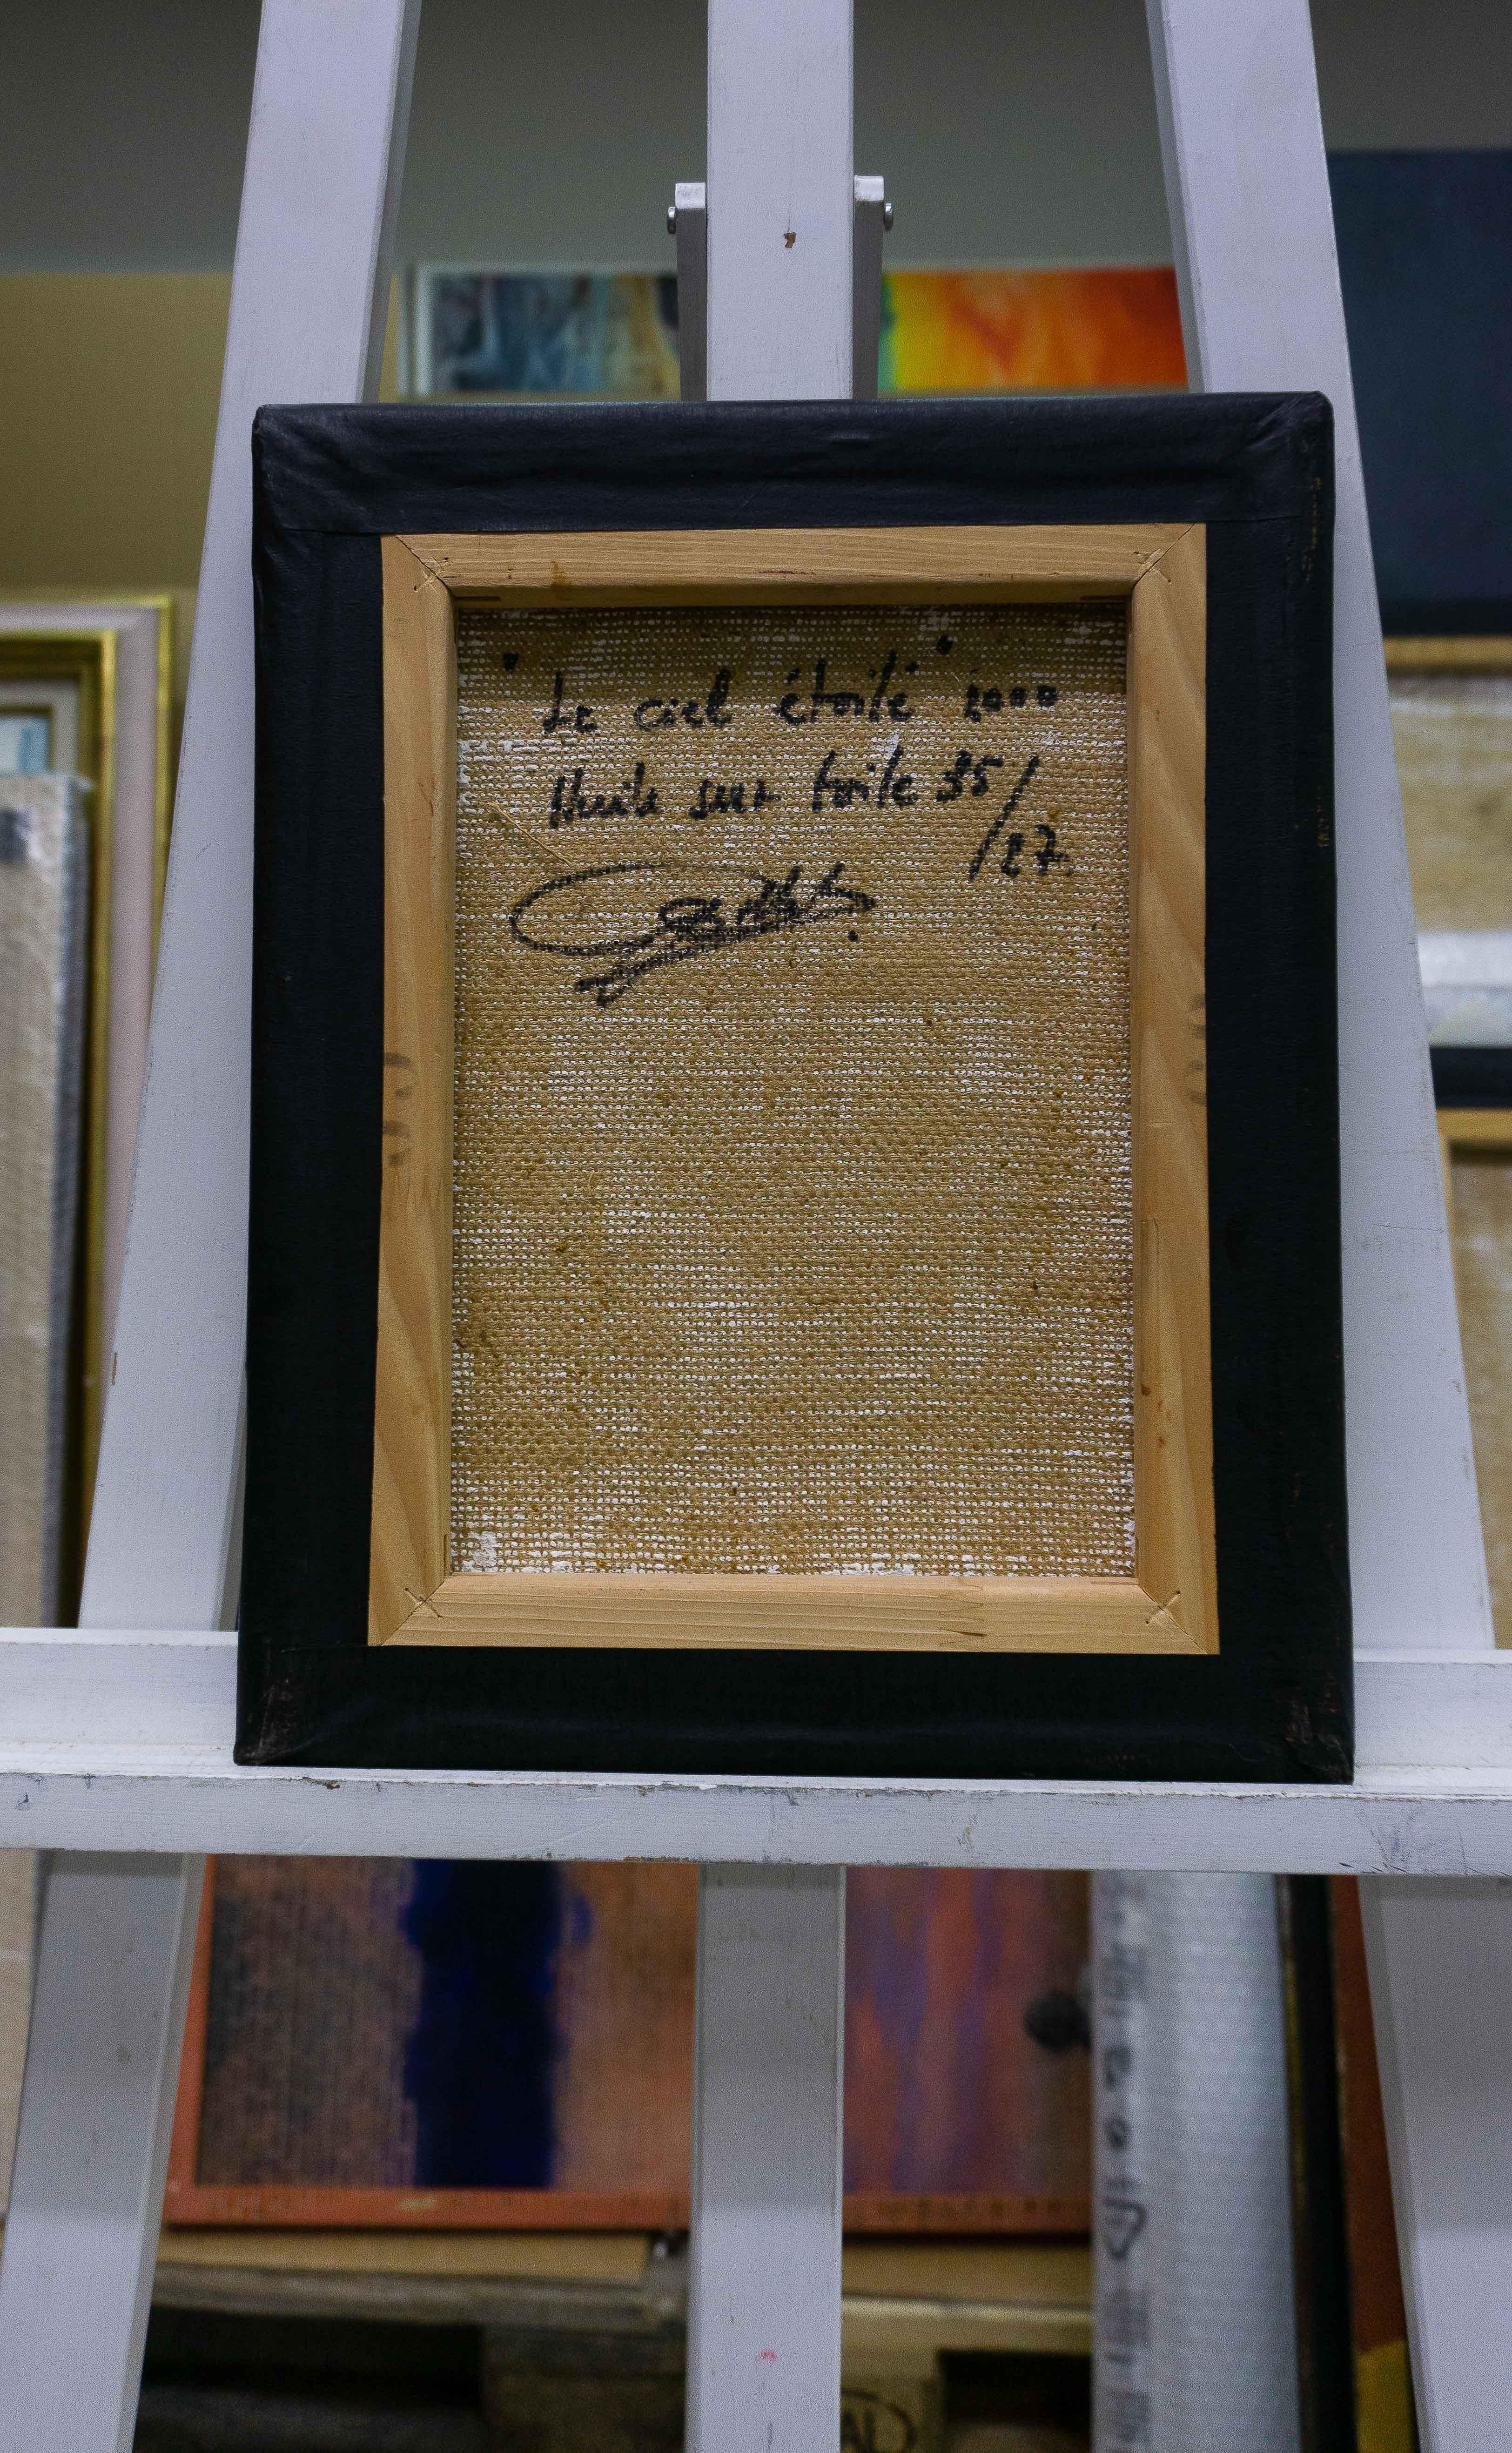 "Le ciel étoilé" 2000
Huile sur toile 35/
/27.